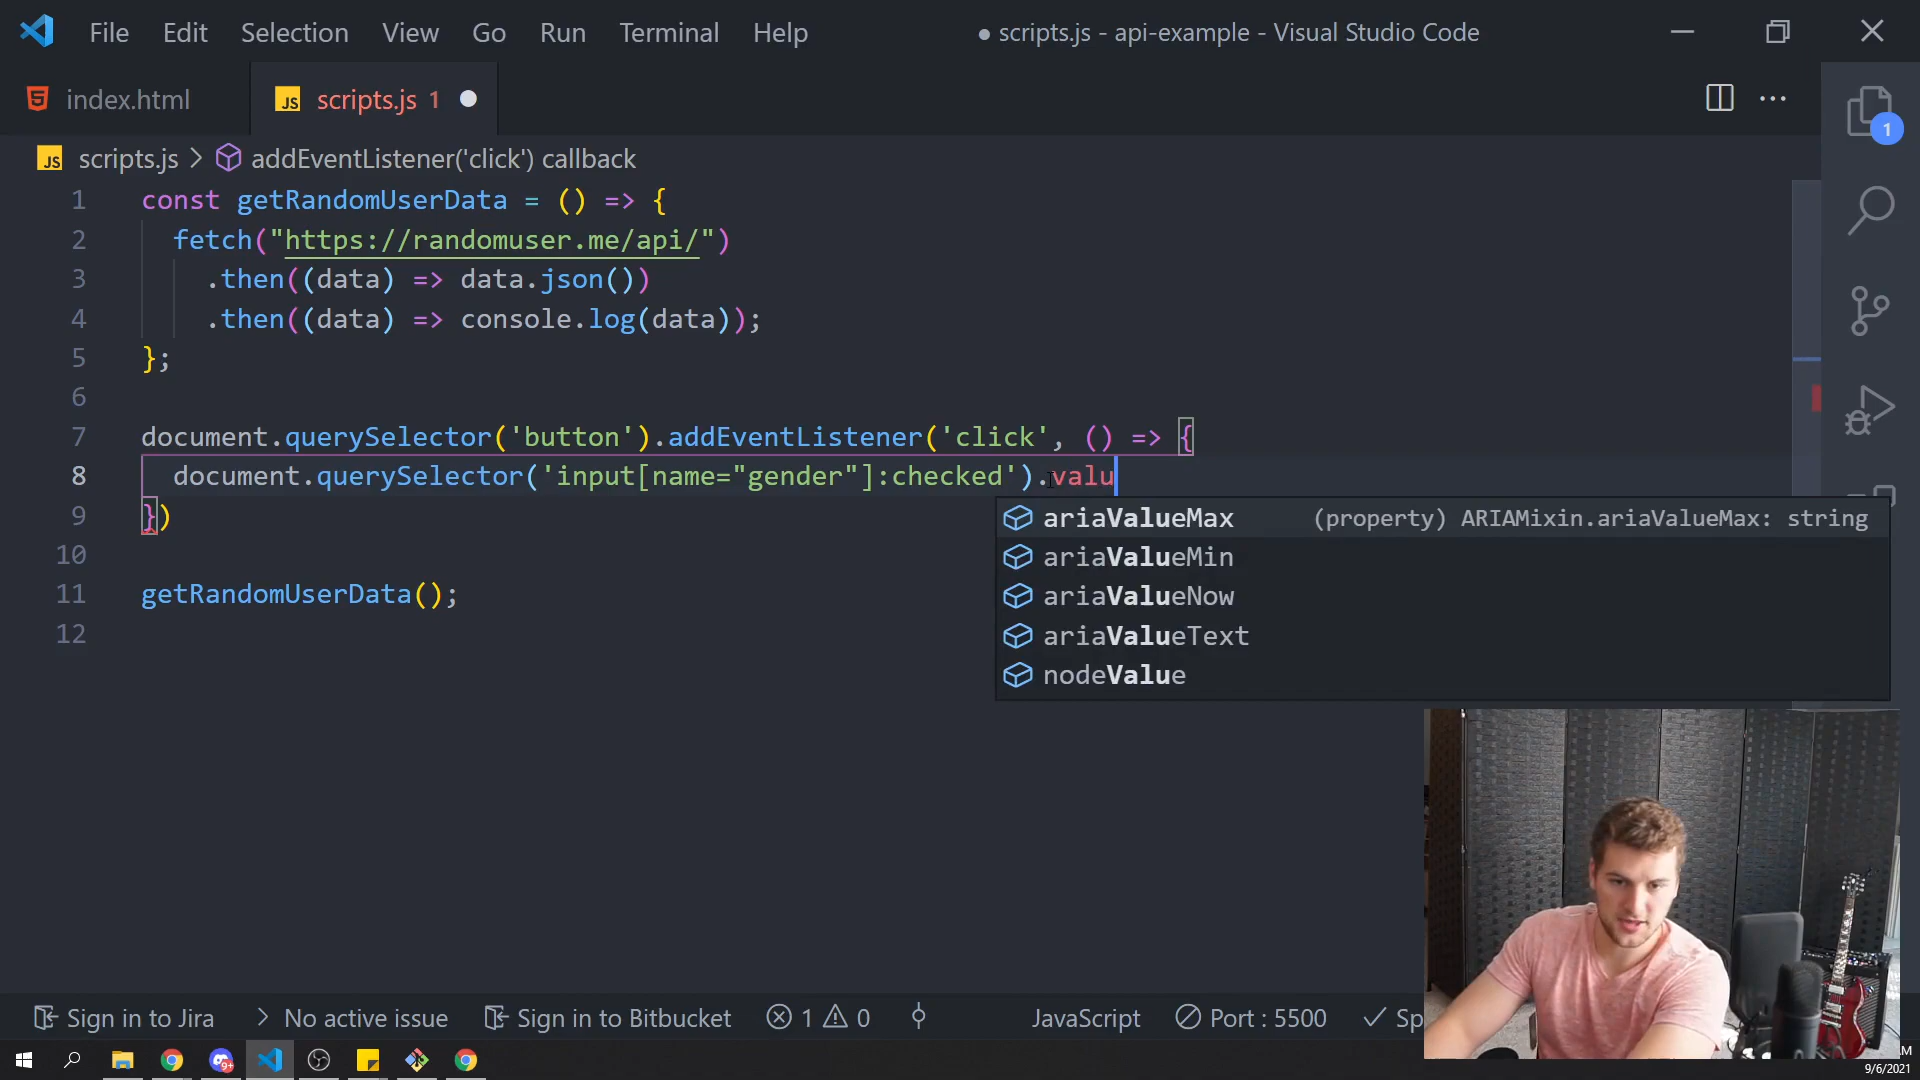 File Edit Selection View Go Run Terminal Help ● scripts.js - api-example - Visual Studio Code
index.html JS scripts.js 1
1
JS scripts.js > addEventListener('click') callback
1 const getRandomUserData = () => {
2 fetch("https://randomuser.me/api/")
3 .then((data) => data.json())
4 .then((data) => console.log(data));
5 };
6
7 document.querySelector('button').addEventListener('click', () => {
8 document.querySelector('input[name="gender"]:checked').valu
9 })
10
11 getRandomUserData();
12
ariaValueMax (property) ARIAMixin.ariaValueMax: string
ariaValueMin
ariaValueNow
ariaValueText
nodeValue
Sign in to Jira > No active issue Sign in to Bitbucket 1 0 JavaScript Port : 5500 Sp
9+
9/6/2021